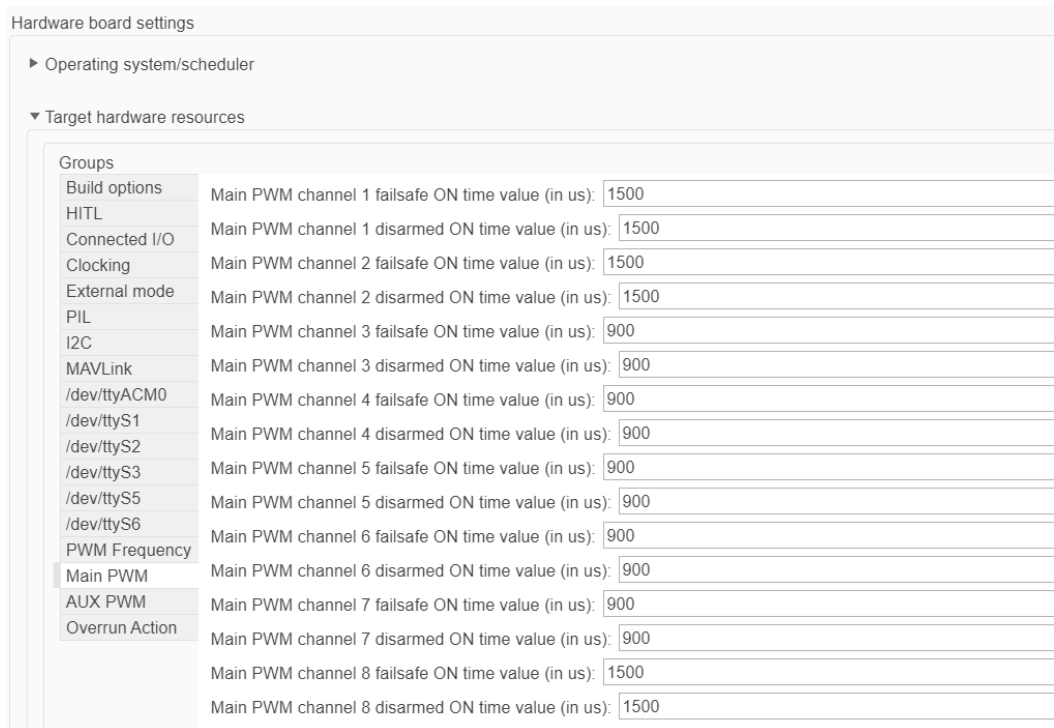 Hardware board settings
Operating system/scheduler
Target hardware resources
Groups
Build options
HITL
Connected I/O
Clocking
External mode
PIL
I2C
MAVLink
/dev/ttyACM0
/dev/ttyS1
/dev/ttyS2
/dev/ttyS3
/dev/ttyS5
/dev/ttyS6
PWM Frequency
Main PWM
AUX PWM
Overrun Action
Main PWM channel 1 failsafe ON time value (in us): 1500
Main PWM channel 1 disarmed ON time value (in us): 1500
Main PWM channel 2 failsafe ON time value (in us): 1500
Main PWM channel 2 disarmed ON time value (in us): 1500
Main PWM channel 3 failsafe ON time value (in us): 900
Main PWM channel 3 disarmed ON time value (in us): 900
Main PWM channel 4 failsafe ON time value (in us): 900
Main PWM channel 4 disarmed ON time value (in us): 900
Main PWM channel 5 failsafe ON time value (in us): 900
Main PWM channel 5 disarmed ON time value (in us): 900
Main PWM channel 6 failsafe ON time value (in us): 900
Main PWM channel 6 disarmed ON time value (in us): 900
Main PWM channel 7 failsafe ON time value (in us): 900
Main PWM channel 7 disarmed ON time value (in us): 900
Main PWM channel 8 failsafe ON time value (in us): 1500
Main PWM channel 8 disarmed ON time value (in us): 1500